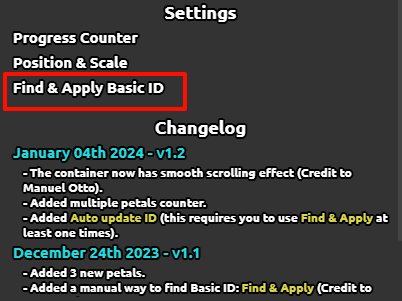 Settings
Progress Counter
Position & Scale
Find & Apply Basic ID
Changelog
January 04th 2024 - v1.2
- The container now has smooth scrolling effect (Credit to
Manuel Otto).
- Added multiple petals counter.
- Added Auto update ID (this requires you to use Find & Apply at
least one times).
December 24th 2023 - v1.1
- Added 3 new petals.
- Added a manual way to find Basic ID: Find & Apply (Credit to